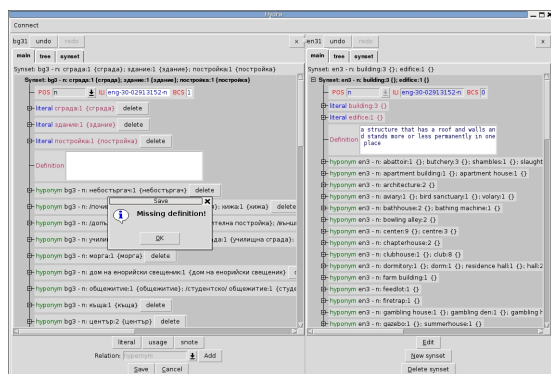 Hydra
Connect
bg31 undo redo x
main tree synset
Synset: bg3 - n: сграда:1 {сграда}; здание:1 {здание}; постройка:1 {постройка}
Synset: bg3 - n: сграда:1 {сграда}; здание:1 {здание}; постройка:1 {постройка}
POS n ILI eng-30-02913152-n BCS 1
literal сграда:1 {сграда} delete
literal здание:1 {здание} delete
literal постройка:1 {постройка} delete
Definition
hyponym bg3 - n: небостъргач:1 {небостъргач} delete
хижа:1 {хижа} delete
hyponym bg3 - n:
hyponym bg3 - n:
hyponym bg3 - n: морга:1 {морга} delete
hyponym bg3 - n: дом на енорийски свещеник:1 {дом на енорийски свещеник}
hyponym bg3 - n: общежитие:1 {общежитие}; /студентско/ общежитие:1 {студе
hyponym bg3 - n: къща:1 {къща} delete
hyponym bg3 - n: център:2 {център} delete
literal usage snote
Relation: hypernym Add
Save Cancel
Save
Missing definition!
OK
en31 undo redo x
main tree synset
Synset: en3 - n: building:3 {}; edifice:1 {}
Synset: en3 - n: building:3 {}; edifice:1 {}
POS n ILI eng-30-02913152-n BCS 0
literal building:3 {}
literal edifice:1 {}
Definition
a structure that has a roof and walls an
d stands more or less permanently in one
place
hyponym en3 - n: abattoir:1 {}; butchery:3 {}; shambles:1 {}; slaught
hyponym en3 - n: apartment building:1 {}; apartment house:1 {}
hyponym en3 - n: architecture:2 {}
hyponym en3 - n: aviary:1 {}; bird sanctuary:1 {}; volary:1 {}
hyponym en3 - n: bathhouse:2 {}; bathing machine:1 {}
hyponym en3 - n: bowling alley:2 {}
hyponym en3 - n: center:9 {}; centre:3 {}
hyponym en3 - n: chapterhouse:2 {}
hyponym en3 - n: clubhouse:1 {}; club:8 {}
hyponym en3 - n: dormitory:1 {}; dorm:1 {}; residence hall:1 {}; hall:2
hyponym en3 - n: farm building:1 {}
hyponym en3 - n: feedlot:1 {}
hyponym en3 - n: firetrap:1 {}
hyponym en3 - n: gambling house:1 {}; gambling den:1 {}; gambling h
hyponym en3 - n: gazebo:1 {}; summerhouse:1 {}
Edit
New synset
Delete synset